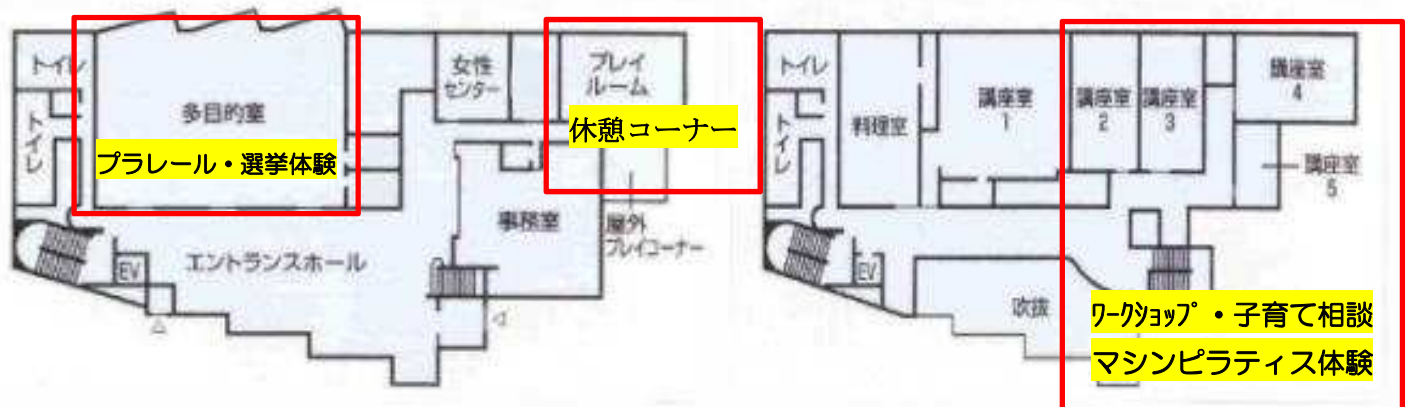 トイレ
トイレ
多目的室
プラレール・選挙体験
女性
センター
プレイ
ルーム
休憩コーナー
事務室
屋外
プレイコーナー
エントランスホール
EV
トイレ
トイレ
料理室
講座室
1
講座室
2
講座室
3
講座室
4
講座室
5
EV
吹抜
ワークショップ・子育て相談
マシンピラティス体験